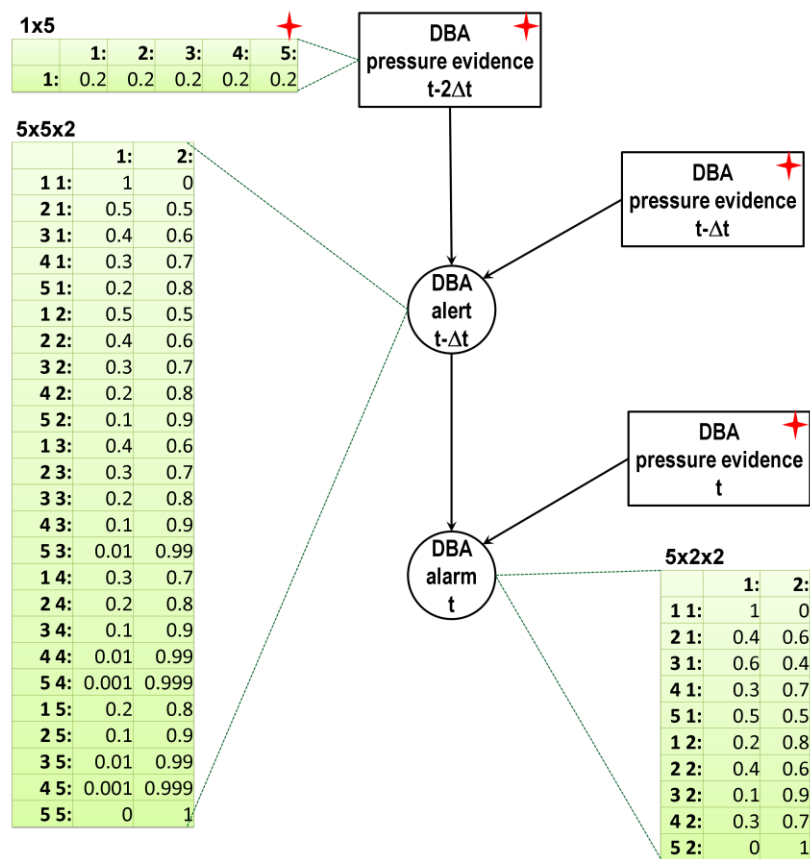 1x5
1: 2: 3: 4: 5:
1: 0.2 0.2 0.2 0.2 0.2
DBA
pressure evidence
t-2Δt
5x5x2
1: 2:
1 1: 1 0
2 1: 0.5 0.5
3 1: 0.4 0.6
4 1: 0.3 0.7
5 1: 0.2 0.8
1 2: 0.5 0.5
2 2: 0.4 0.6
3 2: 0.3 0.7
4 2: 0.2 0.8
5 2: 0.1 0.9
1 3: 0.4 0.6
2 3: 0.3 0.7
3 3: 0.2 0.8
4 3: 0.1 0.9
5 3: 0.01 0.99
1 4: 0.3 0.7
2 4: 0.2 0.8
3 4: 0.1 0.9
4 4: 0.01 0.99
5 4: 0.001 0.999
1 5: 0.2 0.8
2 5: 0.1 0.9
3 5: 0.01 0.99
4 5: 0.001 0.999
5 5: 0 1
DBA
pressure evidence
t-Δt
DBA
alert
t-Δt
DBA
pressure evidence
t
DBA
alarm
t
5x2x2
1: 2:
1 1: 1 0
2 1: 0.4 0.6
3 1: 0.6 0.4
4 1: 0.3 0.7
5 1: 0.5 0.5
1 2: 0.2 0.8
2 2: 0.4 0.6
3 2: 0.1 0.9
4 2: 0.3 0.7
5 2: 0 1